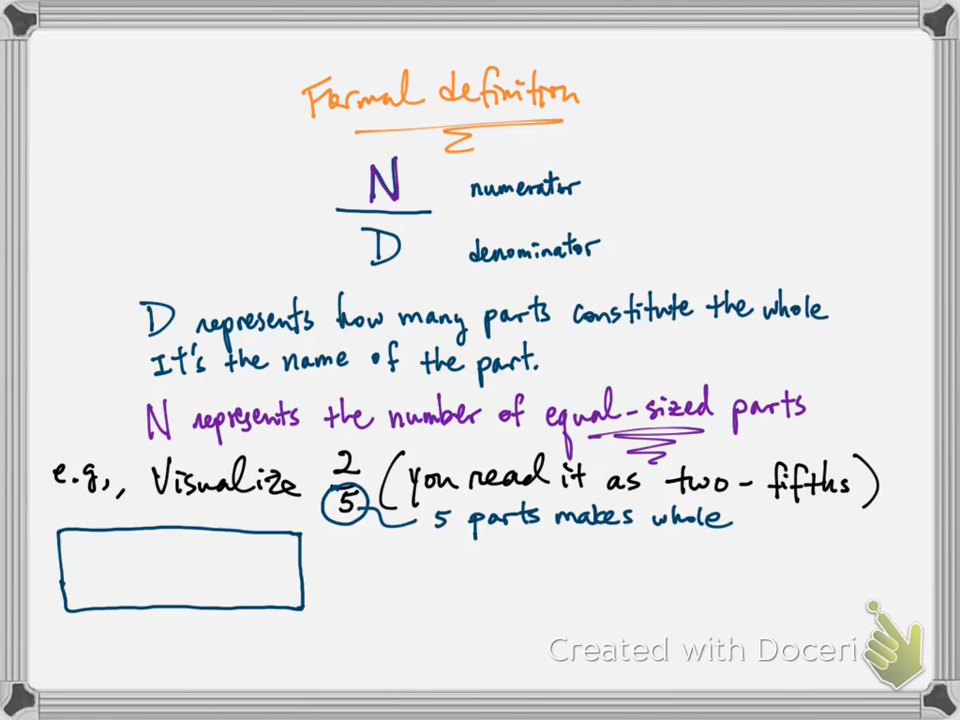 Formal definition
N numerator
D denominator
D represents how many parts constitute the whole
It's the name of the part.
N represents the number of equal-sized parts
e.g., Visualize 2/5 (you read it as two-fifths)
5 parts makes whole
Created with Doceri